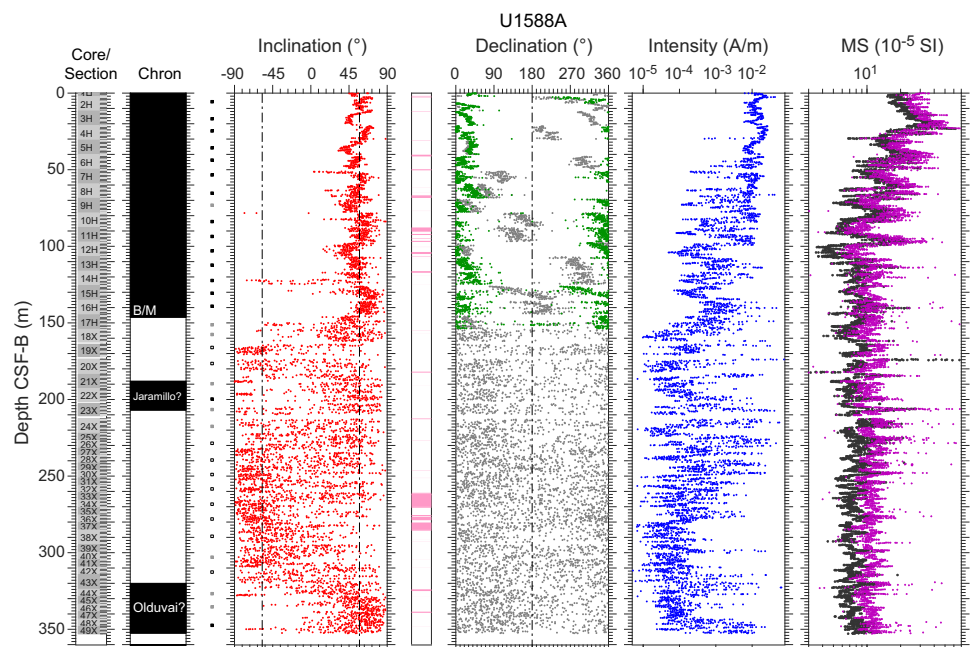 U1588A
Core/
Section
Chron
Inclination (°)
Declination (°)
Intensity (A/m)
MS (10-5 SI)
-90 -45 0 45 90
0 90 180 270 360
10-5 10-4 10-3 10-2
101
Depth CSF-B (m)
0
50
100
150
200
250
300
350
2H
3H
4H
5H
6H
7H
8H
9H
10H
11H
12H
13H
14H
15H
16H
17H
18X
19X
20X
21X
22X
23X
24X
25X
26X
27X
28X
29X
30X
31X
32X
33X
34X
35X
36X
37X
38X
39X
40X
41X
42X
43X
44X
45X
46X
47X
48X
49X
B/M
Jaramillo?
Olduvai?